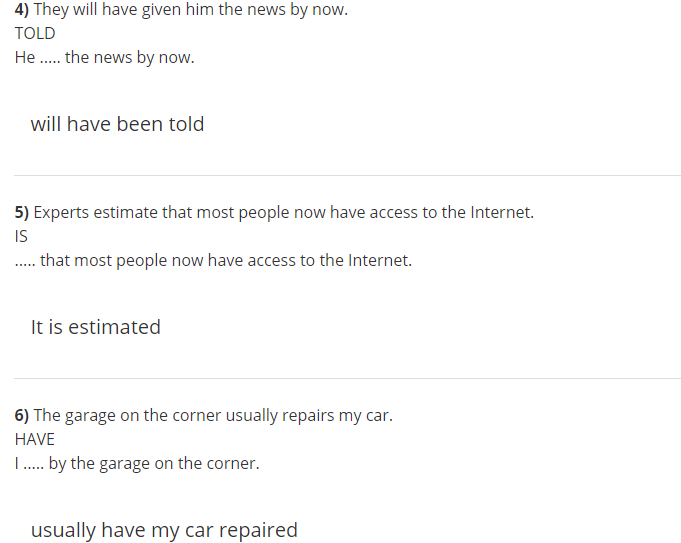 4) They will have given him the news by now.
TOLD
He ..... the news by now.
will have been told
5) Experts estimate that most people now have access to the Internet.
IS
..... that most people now have access to the Internet.
It is estimated
6) The garage on the corner usually repairs my car.
HAVE
I ..... by the garage on the corner.
usually have my car repaired